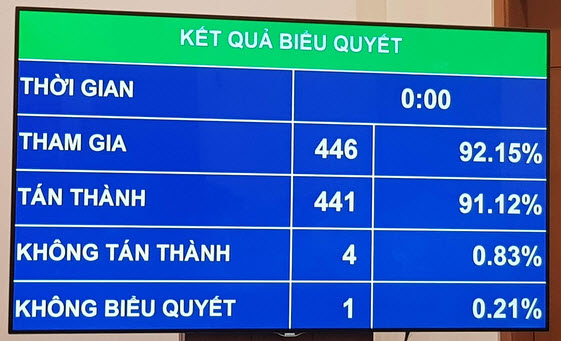 KẾT QUẢ BIỂU QUYẾT
THỜI GIAN 0:00
THAM GIA 446 92.15%
TÁN THÀNH 441 91.12%
KHÔNG TÁN THÀNH 4 0.83%
KHÔNG BIỂU QUYẾT 1 0.21%